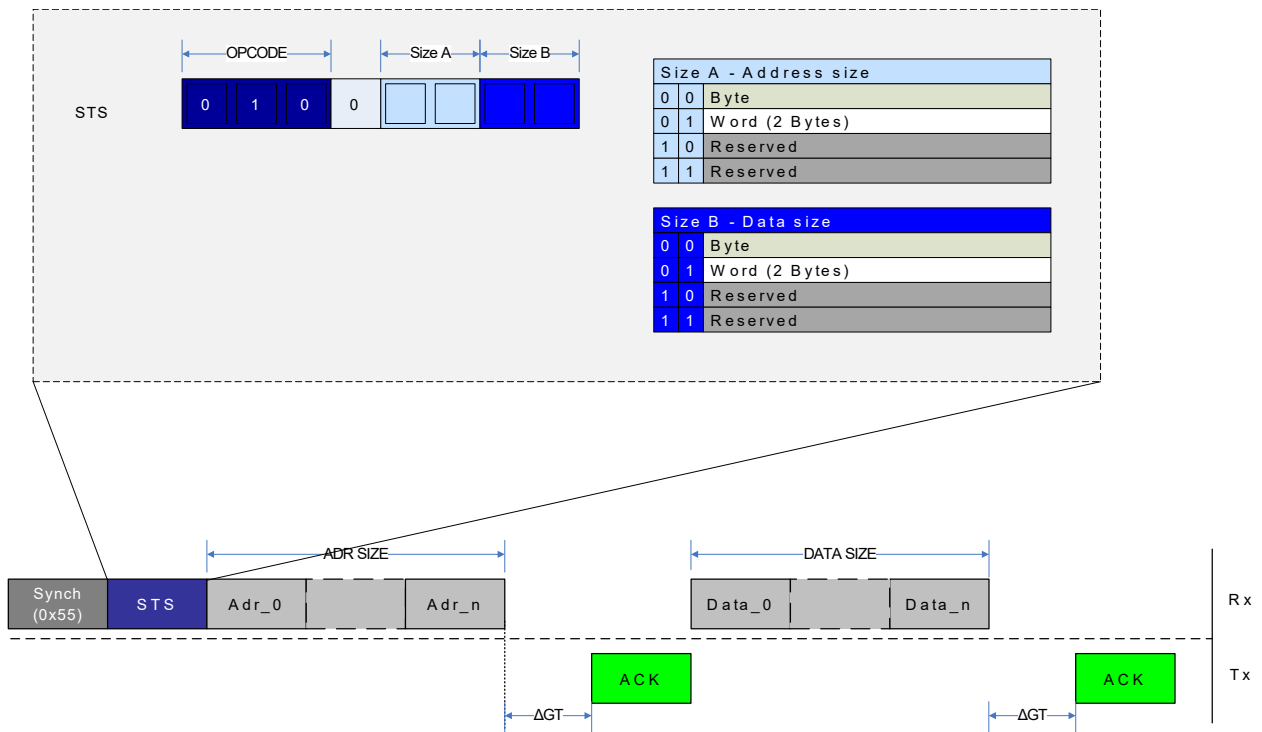 OPCODE Size A Size B
STS 0 1 0 0
Size A - Address size
0 0 Byte
0 1 Word (2 Bytes)
1 0 Reserved
1 1 Reserved
Size B - Data size
0 0 Byte
0 1 Word (2 Bytes)
1 0 Reserved
1 1 Reserved
ADR SIZE DATA SIZE
Synch
(0x55)
STS Adr_0 Adr_n Data_0 Data_n Rx
ACK ACK Tx
ΔGT ΔGT